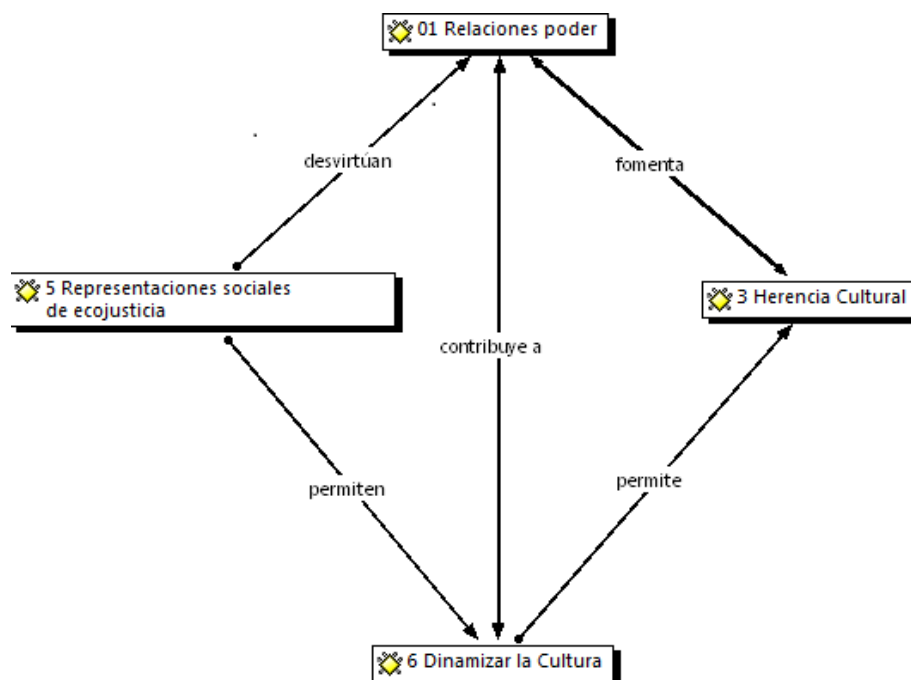 01 Relaciones poder
desvirtúan
fomenta
5 Representaciones sociales
de ecojusticia
3 Herencia Cultural
contribuye a
permiten
permite
6 Dinamizar la Cultura